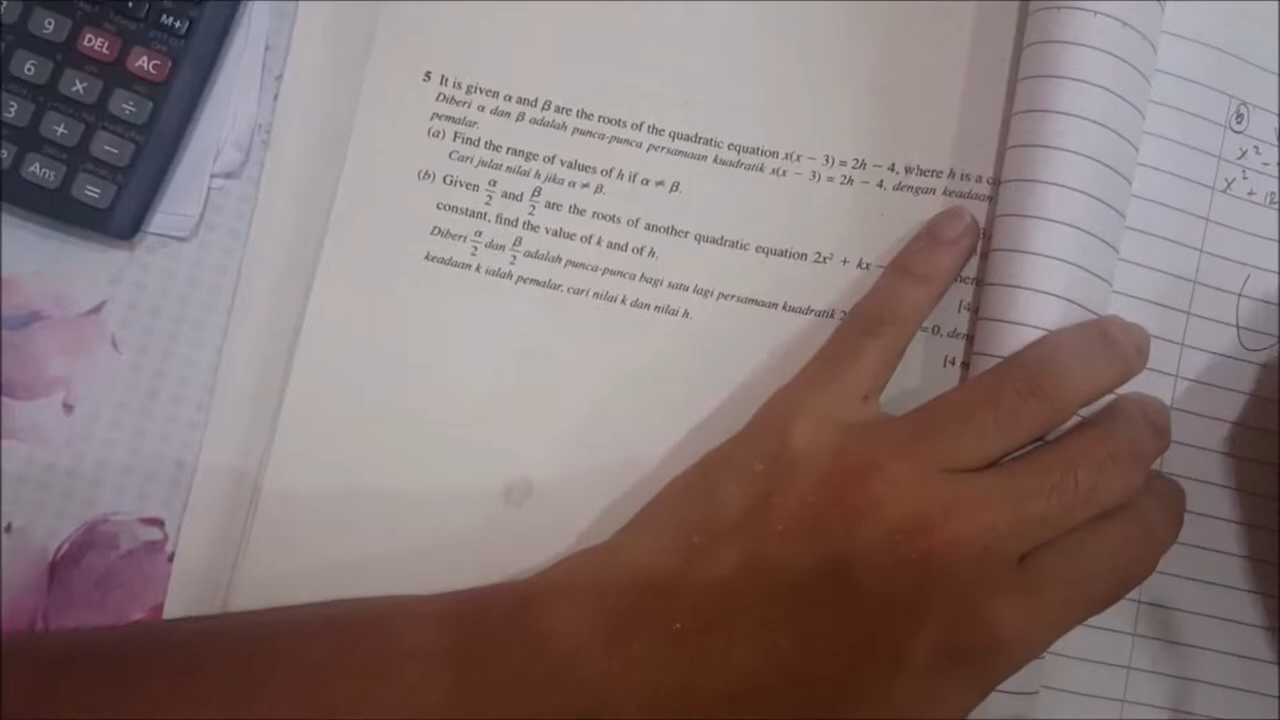 M+
9
DEL
AC
6
×
÷
3
+
−
Ans
=
5 It is given α and β are the roots of the quadratic equation x(x − 3) = 2h − 4, where h is a
Diberi α dan β adalah punca-punca persamaan kuadratik x(x − 3) = 2h − 4, dengan keadaan
pemalar.
(a) Find the range of values of h if α ≠ β.
Cari julat nilai h jika α ≠ β.
(b) Given α/2 and β/2 are the roots of another quadratic equation 2x² + kx −
constant, find the value of k and of h.
[4
Diberi α/2 dan β/2 adalah punca-punca bagi satu lagi persamaan kuadratik 2
= 0,
keadaan k ialah pemalar, cari nilai k dan nilai h.
[4
x² -
x² + 12